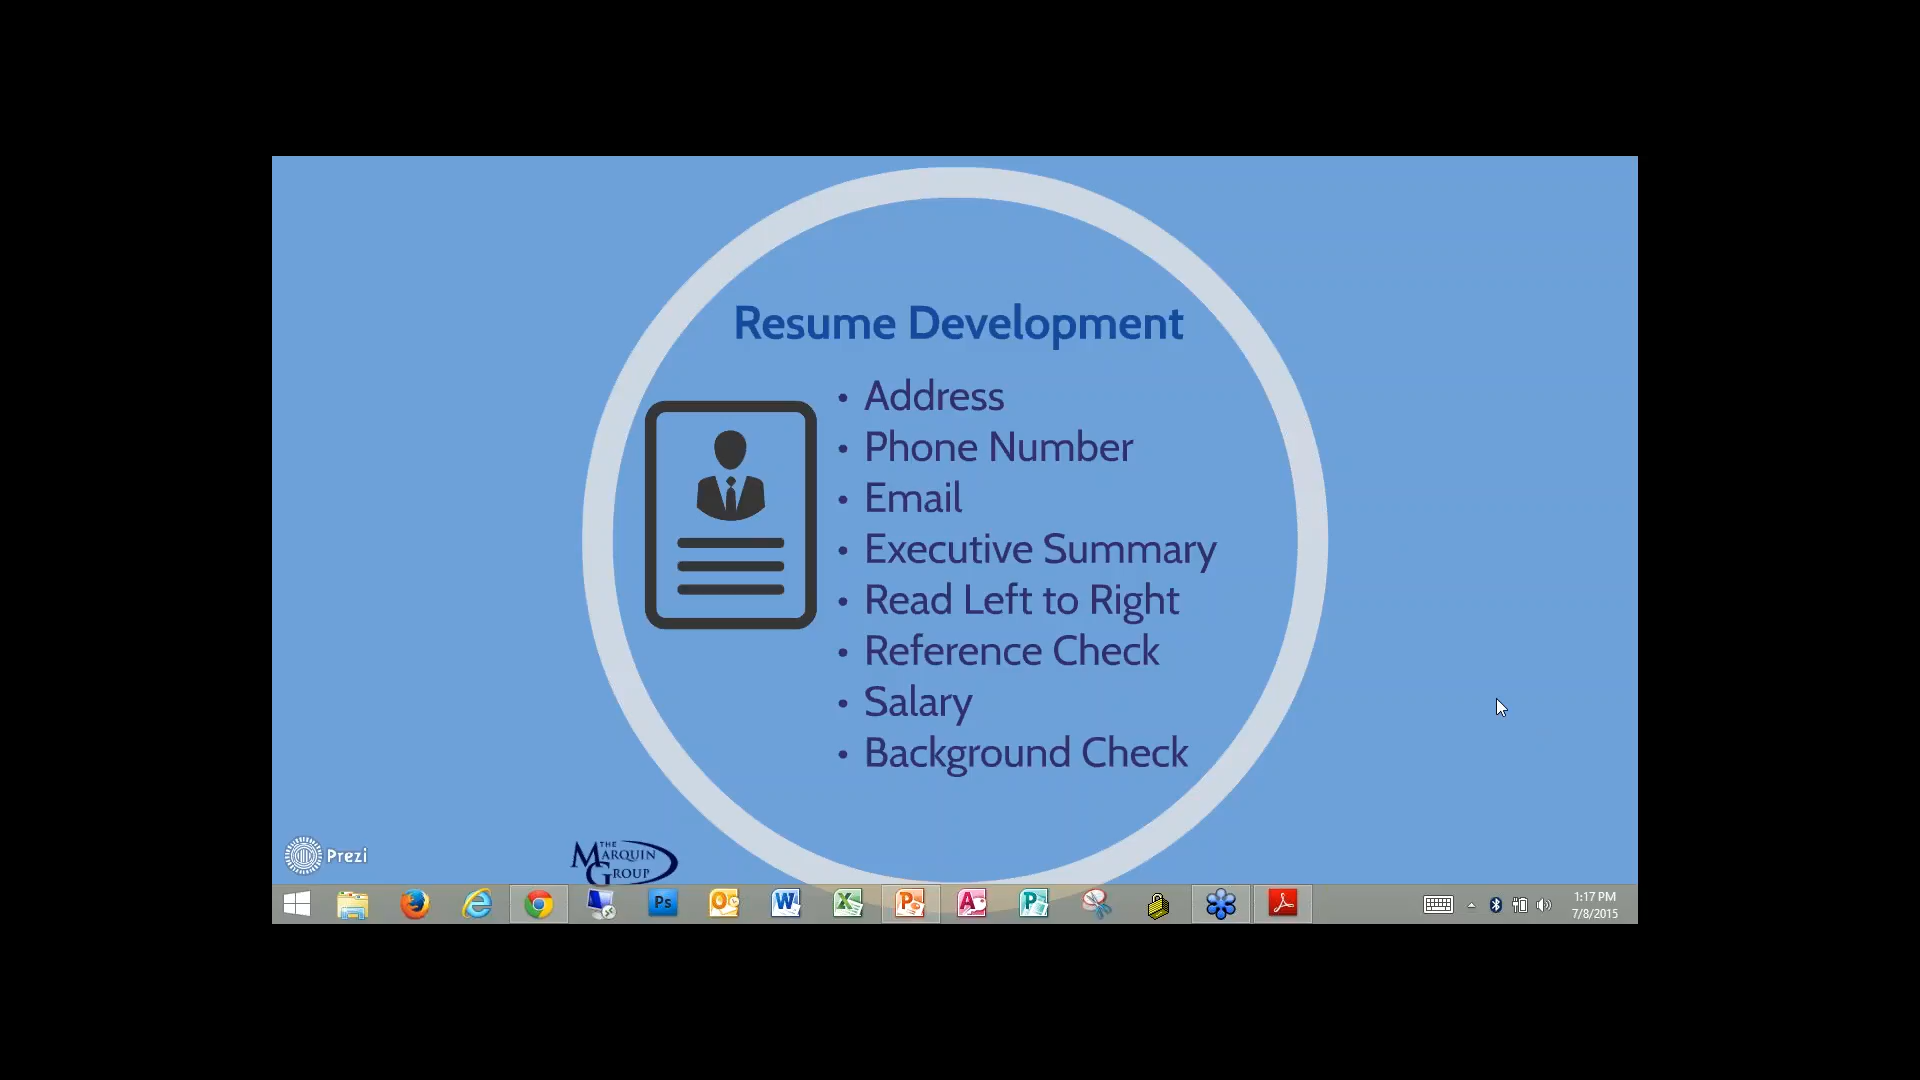 Resume Development
• Address
• Phone Number
• Email
• Executive Summary
• Read Left to Right
• Reference Check
• Salary
• Background Check
Prezi
THE
MARQUIN
GROUP
Ps
1:17 PM
7/8/2015